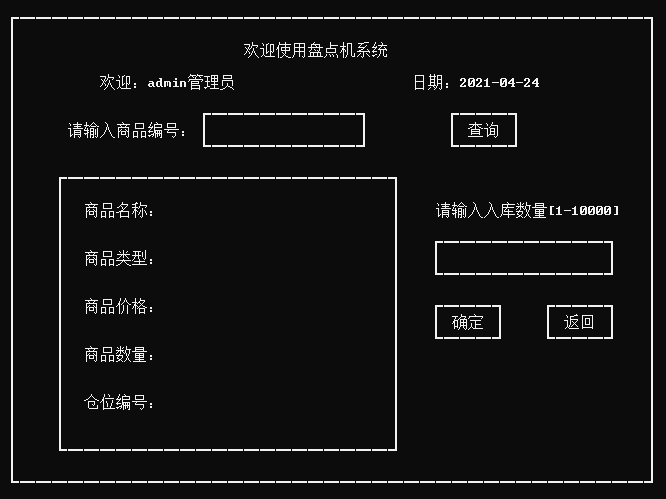 欢迎使用盘点机系统
欢迎：admin管理员 日期：2021-04-24
请输入商品编号： 查询
商品名称： 请输入入库数量[1-10000]
商品类型：
商品价格： 确定 返回
商品数量：
仓位编号：